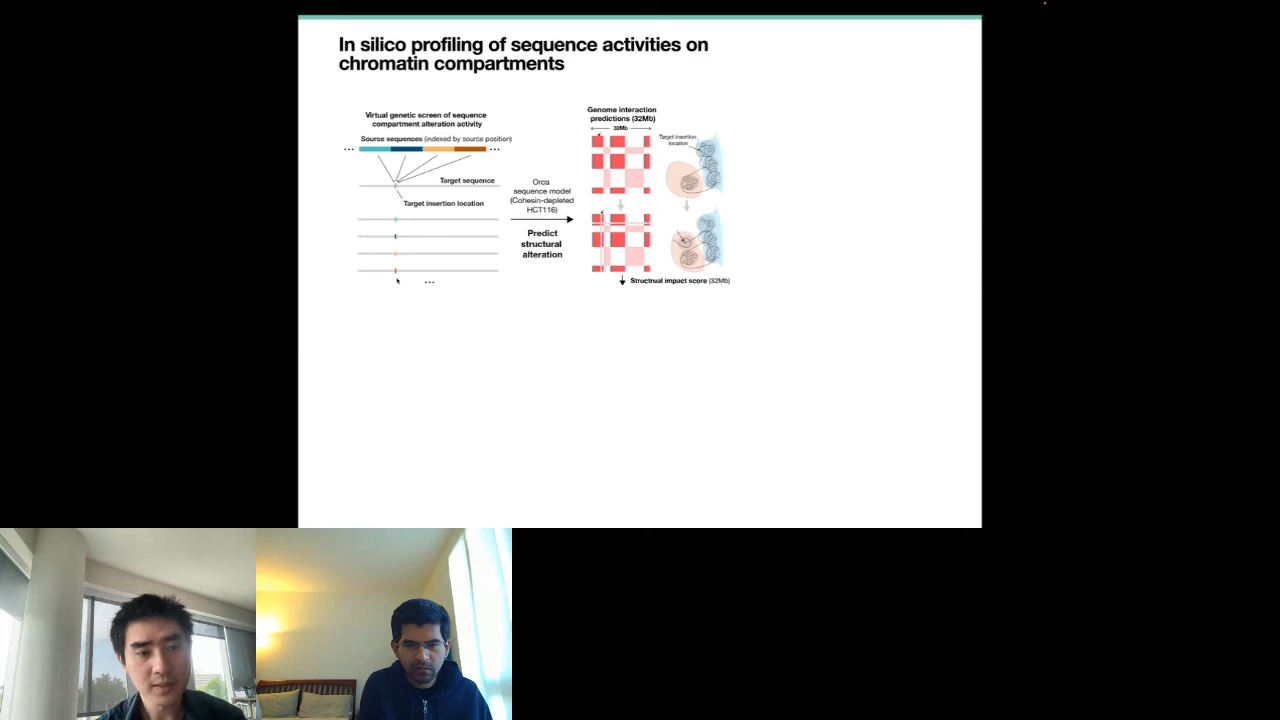 In silico profiling of sequence activities on
chromatin compartments
Virtual genetic screen of sequence
compartment alteration activity
Source sequences (indexed by source position)
...
...
Target sequence
Target insertion location
...
Orca
sequence model
(Cohesin-depleted
HCT116)
Predict
structural
alteration
Genome interaction
predictions (32Mb)
32Mb
Target insertion
location
Structrual impact score (32Mb)